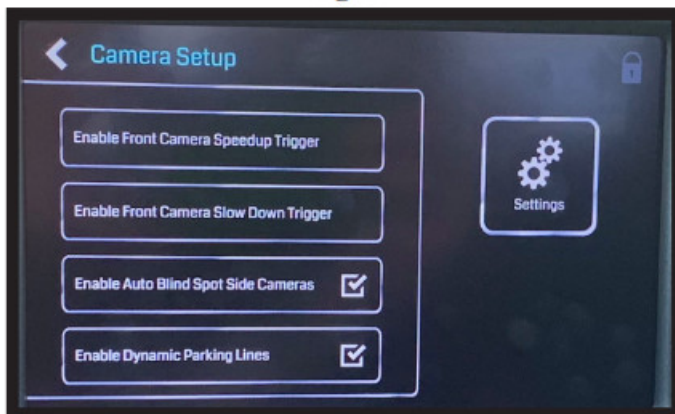 Camera Setup
Enable Front Camera Speedup Trigger
Enable Front Camera Slow Down Trigger
Settings
Enable Auto Blind Spot Side Cameras
Enable Dynamic Parking Lines